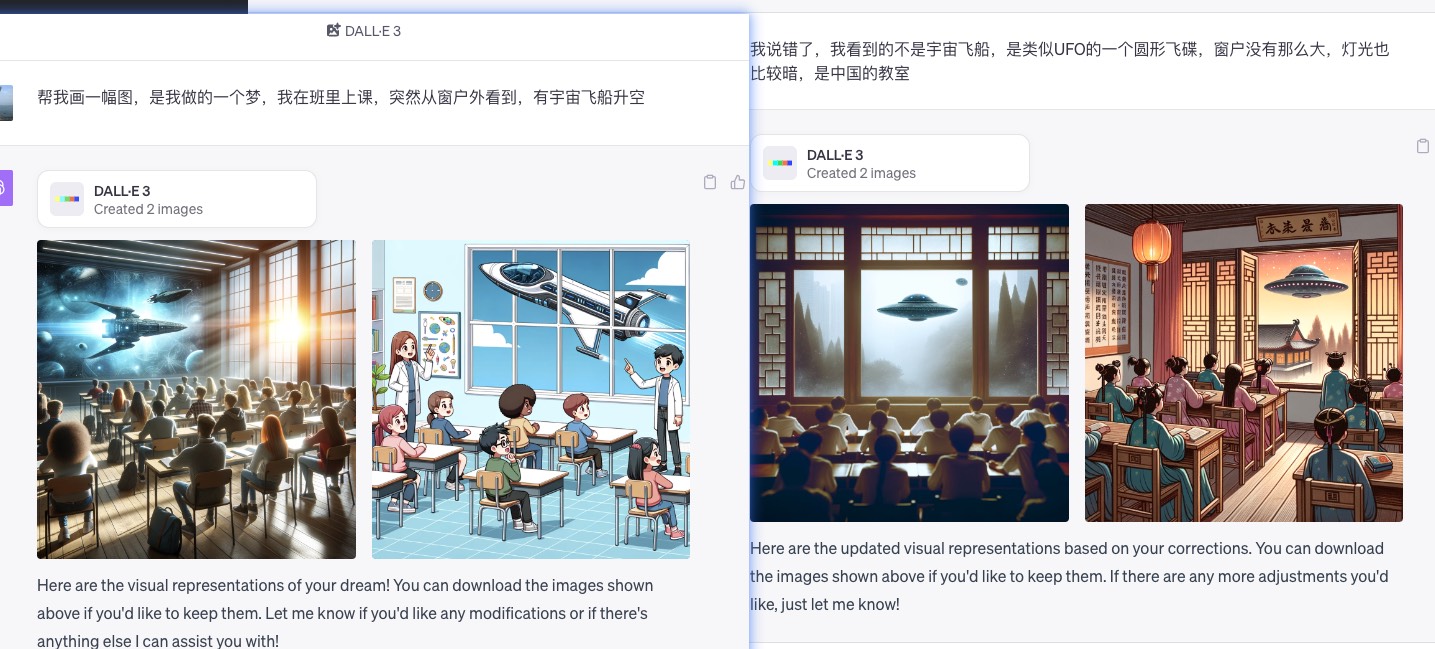 DALL·E 3
帮我画一幅图，是我做的一个梦，我在班里上课，突然从窗户外看到，有宇宙飞船升空
DALL·E 3
Created 2 images
Here are the visual representations of your dream! You can download the images shown
above if you'd like to keep them. Let me know if you'd like any modifications or if there's
anything else I can assist you with!
我说错了，我看到的不是宇宙飞船，是类似UFO的一个圆形飞碟，窗户没有那么大，灯光也
比较暗，是中国的教室
DALL·E 3
Created 2 images
Here are the updated visual representations based on your corrections. You can download
the images shown above if you'd like to keep them. If there are any more adjustments you'd
like, just let me know!